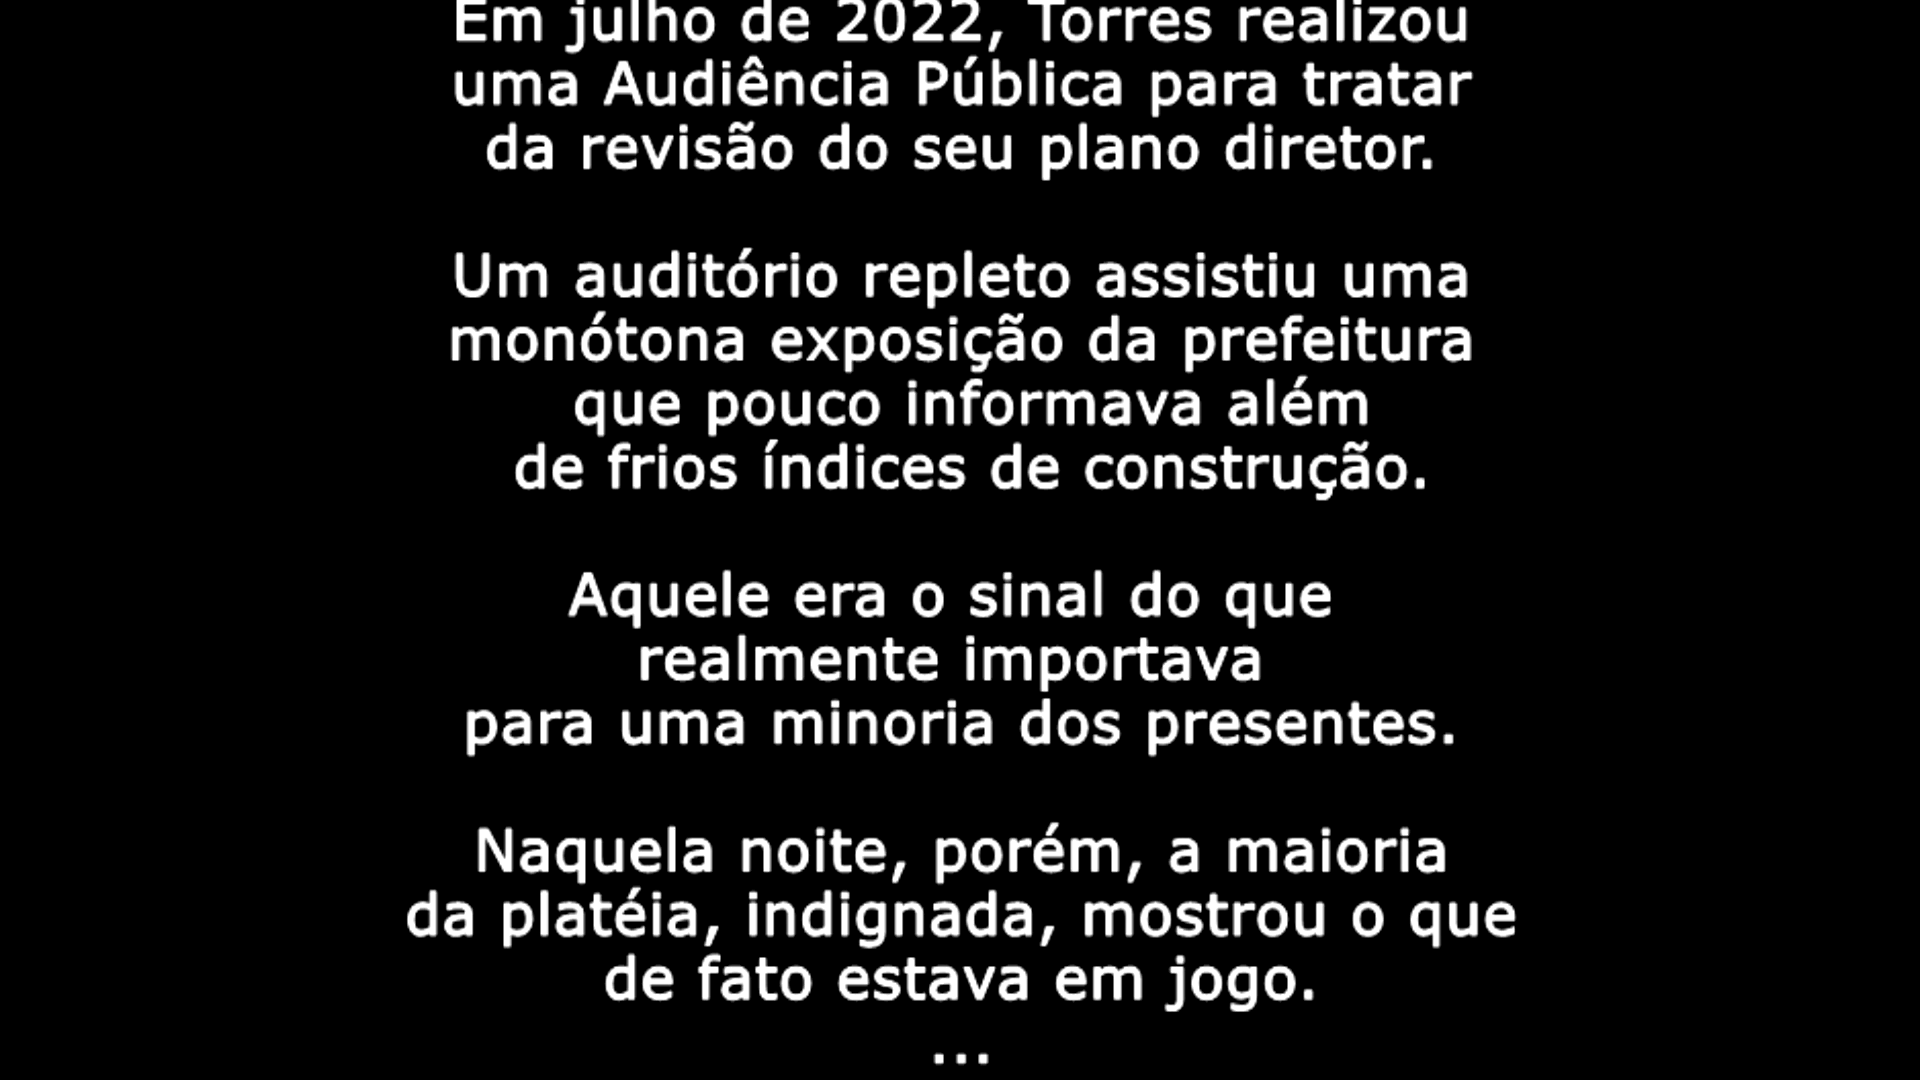 Em julho de 2022, Torres realizou
uma Audiência Pública para tratar
da revisão do seu plano diretor.
Um auditório repleto assistiu uma
monótona exposição da prefeitura
que pouco informava além
de frios índices de construção.
Aquele era o sinal do que
realmente importava
para uma minoria dos presentes.
Naquela noite, porém, a maioria
da platéia, indignada, mostrou o que
de fato estava em jogo.
...